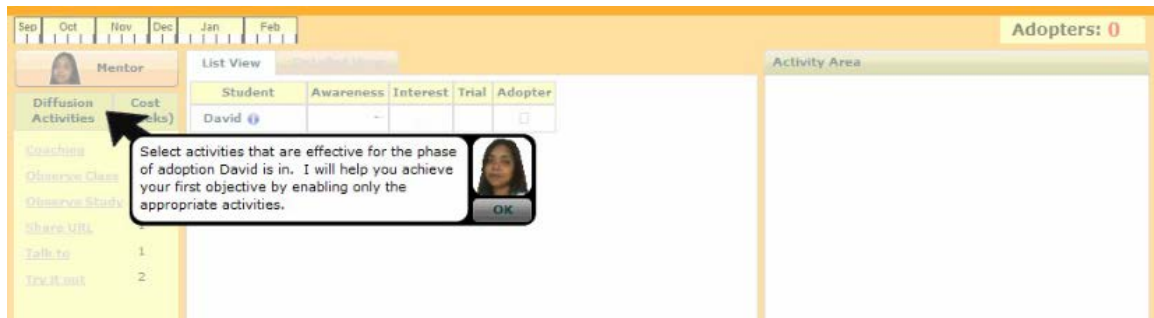 Sep Oct Nov Dec Jan Feb
Adopters: 0
Mentor
List View
Activity Area
Diffusion Activities
Cost
Student Awareness Interest Trial Adopter
David
Select activities that are effective for the phase
of adoption David is in. I will help you achieve
your first objective by enabling only the
appropriate activities.
OK
Coaching
Observe Class
Observe Study
Share URL
Talk to 1
Try it out 2